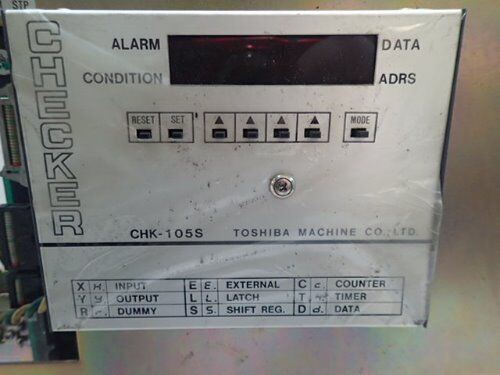 STP
CHECKER
ALARM DATA
CONDITION ADRS
RESET SET ▲ ▲ ▲ ▲ MODE
CHK-105S TOSHIBA MACHINE CO., LTD.
X INPUT E E. EXTERNAL C c. COUNTER
Y y. OUTPUT L L. LATCH T TIMER
R r. DUMMY S S. SHIFT REG. D d. DATA